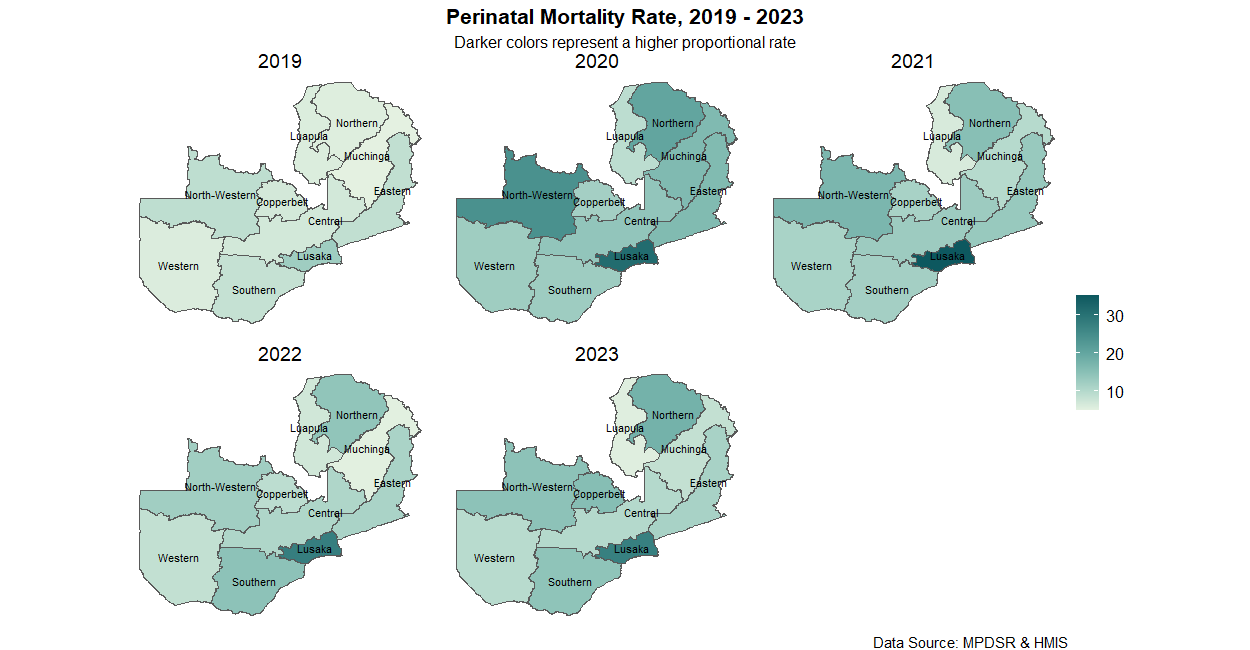 Perinatal Mortality Rate, 2019 - 2023
Darker colors represent a higher proportional rate
2019
2020
2021
Northern
Luapula
Muchinga
Eastern
North-Western
Copperbelt
Central
Lusaka
Western
Southern
Northern
Luapula
Muchinga
Eastern
North-Western
Copperbelt
Central
Lusaka
Western
Southern
Northern
Luapula
Muchinga
Eastern
North-Western
Copperbelt
Central
Lusaka
Western
Southern
30
20
10
2022
2023
Northern
Luapula
Muchinga
Eastern
North-Western
Copperbelt
Central
Lusaka
Western
Southern
Northern
Luapula
Muchinga
Eastern
North-Western
Copperbelt
Central
Lusaka
Western
Southern
Data Source: MPDSR & HMIS